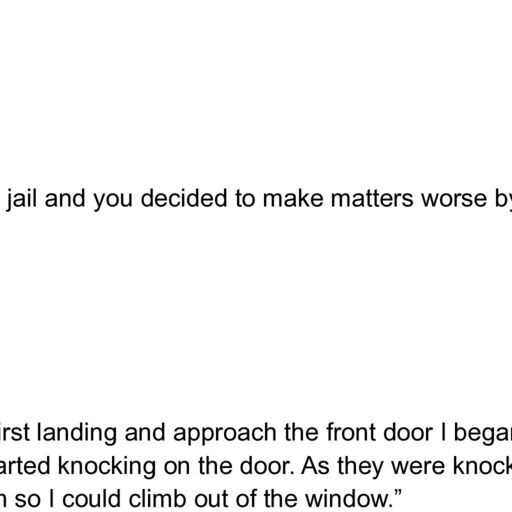 jail and you decided to make matters worse by
irst landing and approach the front door I began
arted knocking on the door. As they were knock
so I could climb out of the window.”